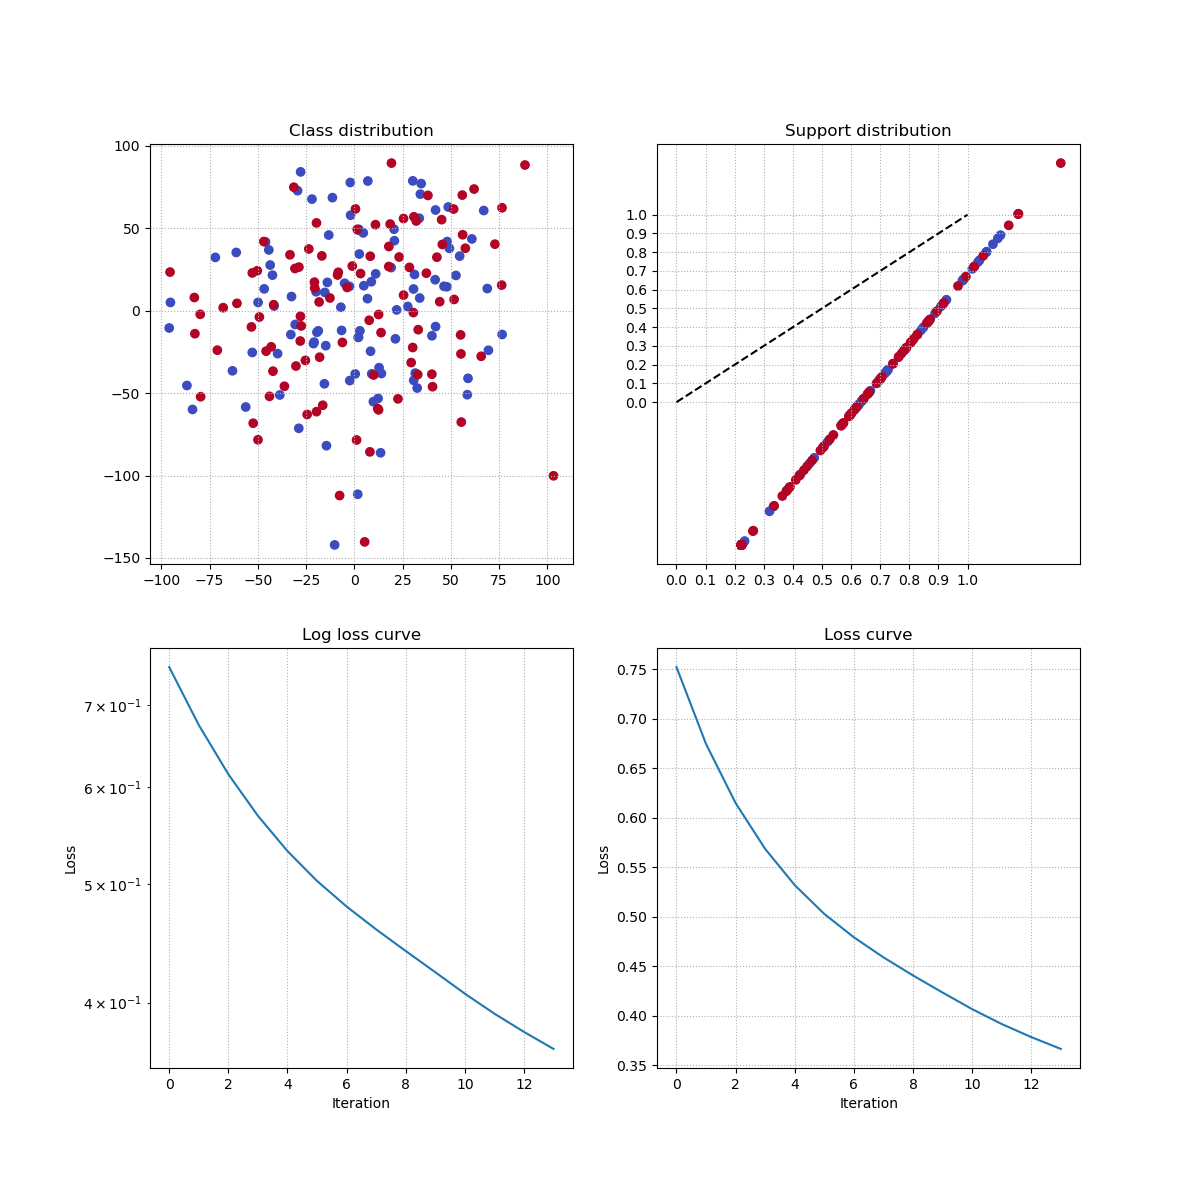 Class distribution
100
50
0
−50
−100
−150
−100 −75 −50 −25 0 25 50 75 100
Support distribution
1.0
0.9
0.8
0.7
0.6
0.5
0.4
0.3
0.2
0.1
0.0
0.0 0.1 0.2 0.3 0.4 0.5 0.6 0.7 0.8 0.9 1.0
Log loss curve
Loss
7 × 10⁻¹
6 × 10⁻¹
5 × 10⁻¹
4 × 10⁻¹
0 2 4 6 8 10 12
Iteration
Loss curve
Loss
0.75
0.70
0.65
0.60
0.55
0.50
0.45
0.40
0.35
0 2 4 6 8 10 12
Iteration